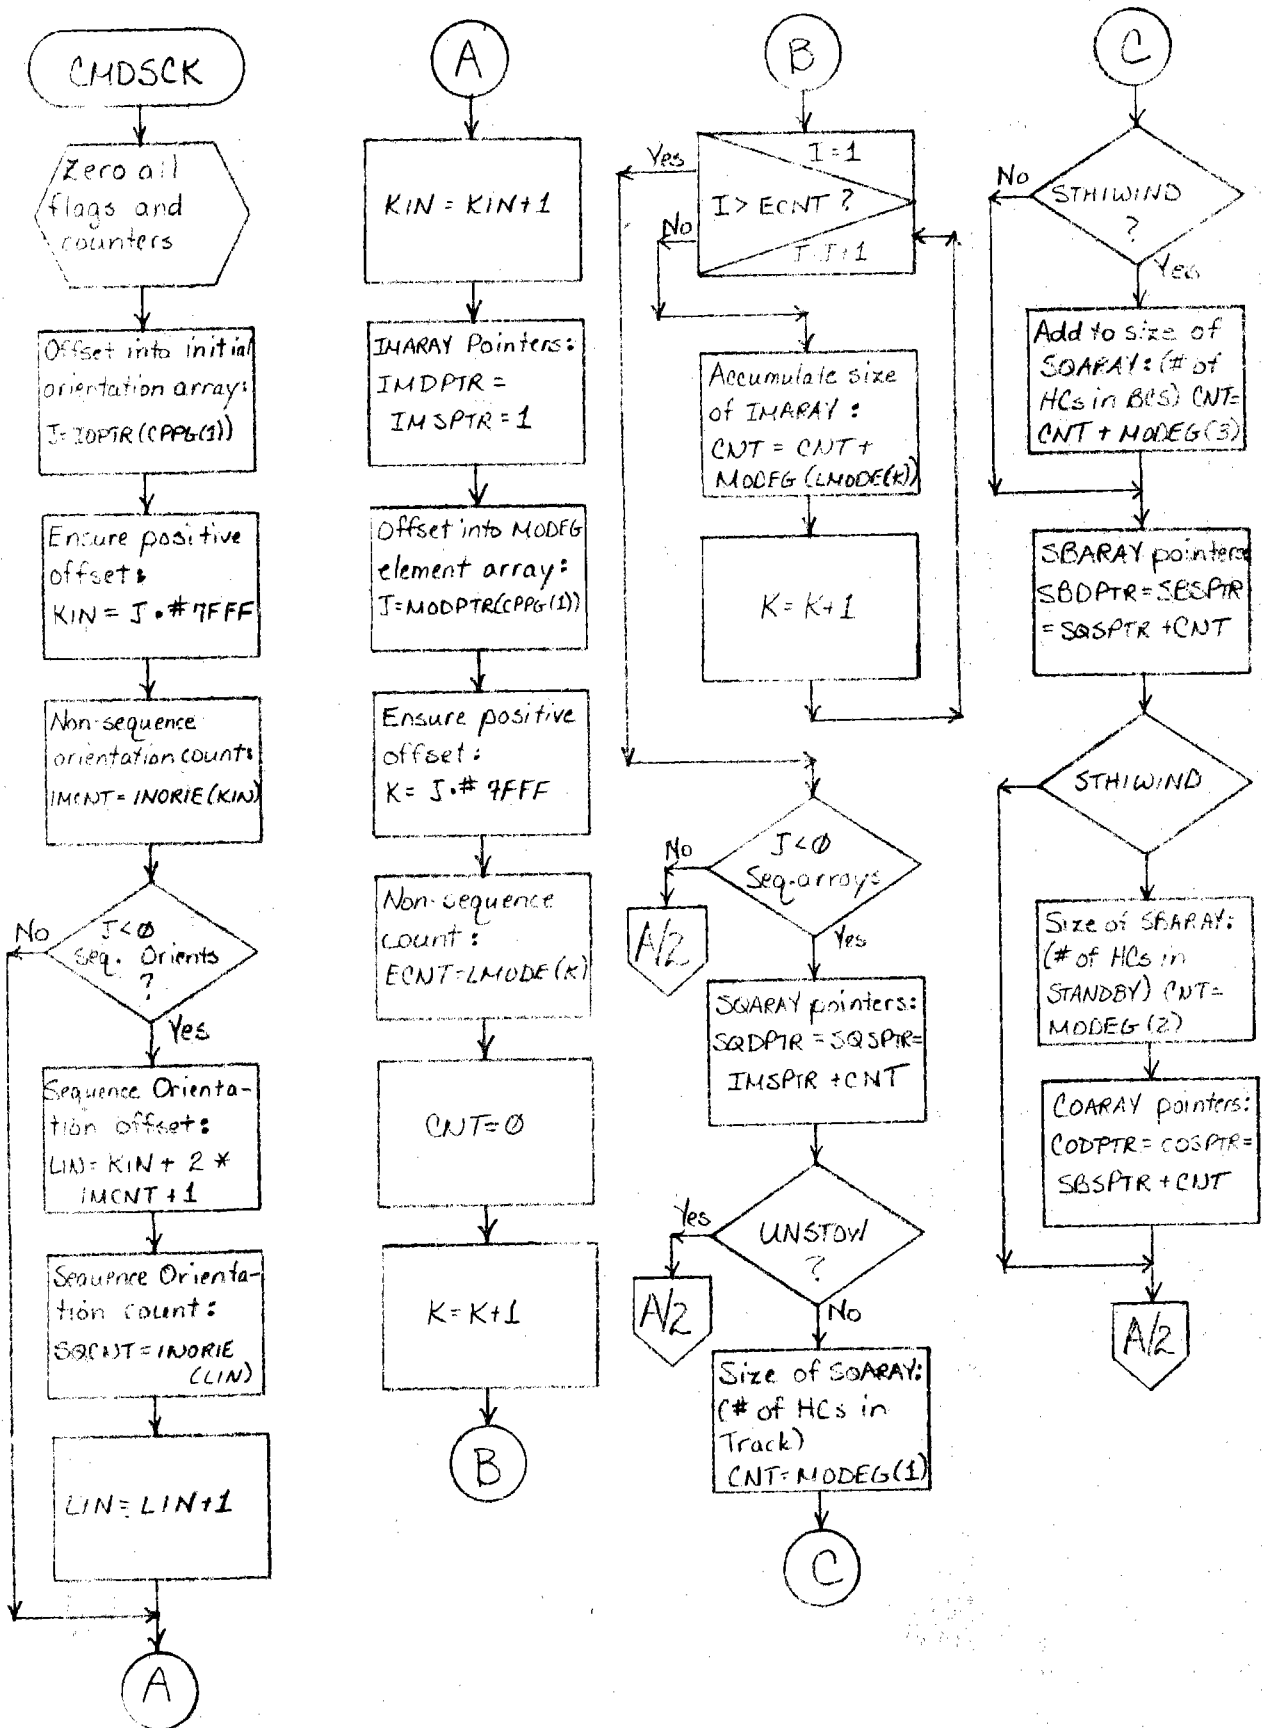 CMDSCK
Zero all
flags and
counters
Offset into initial
orientation array:
J=IOPTR(CPPG(1))
Ensure positive
offset:
KIN = J.#7FFF
Non-sequence
orientation count:
IMCNT=INORIE(KIN)
J<0
Seq. Orients
?
No
Yes
Sequence Orienta-
tion offset:
LIN=KIN+ 2 *
IMCNT+1
Sequence Orienta-
tion count:
SQCNT=INORIE
(LIN)
LIN=LIN+1
A
A
KIN = KIN+1
IMARAY Pointers:
IMDPTR =
IMSPTR=1
Offset into MODEG
element array:
J=MODPTR(CPPG(1))
Ensure positive
offset:
K= J.#7FFF
Non-sequence
count:
ECNT=LMODE(K)
CNT=0
K=K+1
B
B
I=1
Yes
I> ECNT ?
No
Accumulate size
of IMARAY :
CNT = CNT+
MODEG (LMODE(K))
K=K+1
J<0
Seq.arrays
No
A/2
Yes
SQARAY pointers:
SQDPTR=SQSPTR=
IMSPTR+CNT
Yes
UNSTOW
?
A/2
No
Size of SQARAY:
(# of HCs in
Track)
CNT=MODEG(1)
C
C
STHIWIND
?
No
Yes
Add to size of
SQARAY: (# of
HCs in BCS) CNT=
CNT + MODEG(3)
SBARAY pointers
SBDPTR=SBSPTR
=SQSPTR+CNT
STHIWIND
Size of SBARAY:
(# of HCs in
STANDBY) CNT=
MODEG(2)
COARAY pointers:
CODPTR=COSPTR=
SBSPTR+CNT
A/2